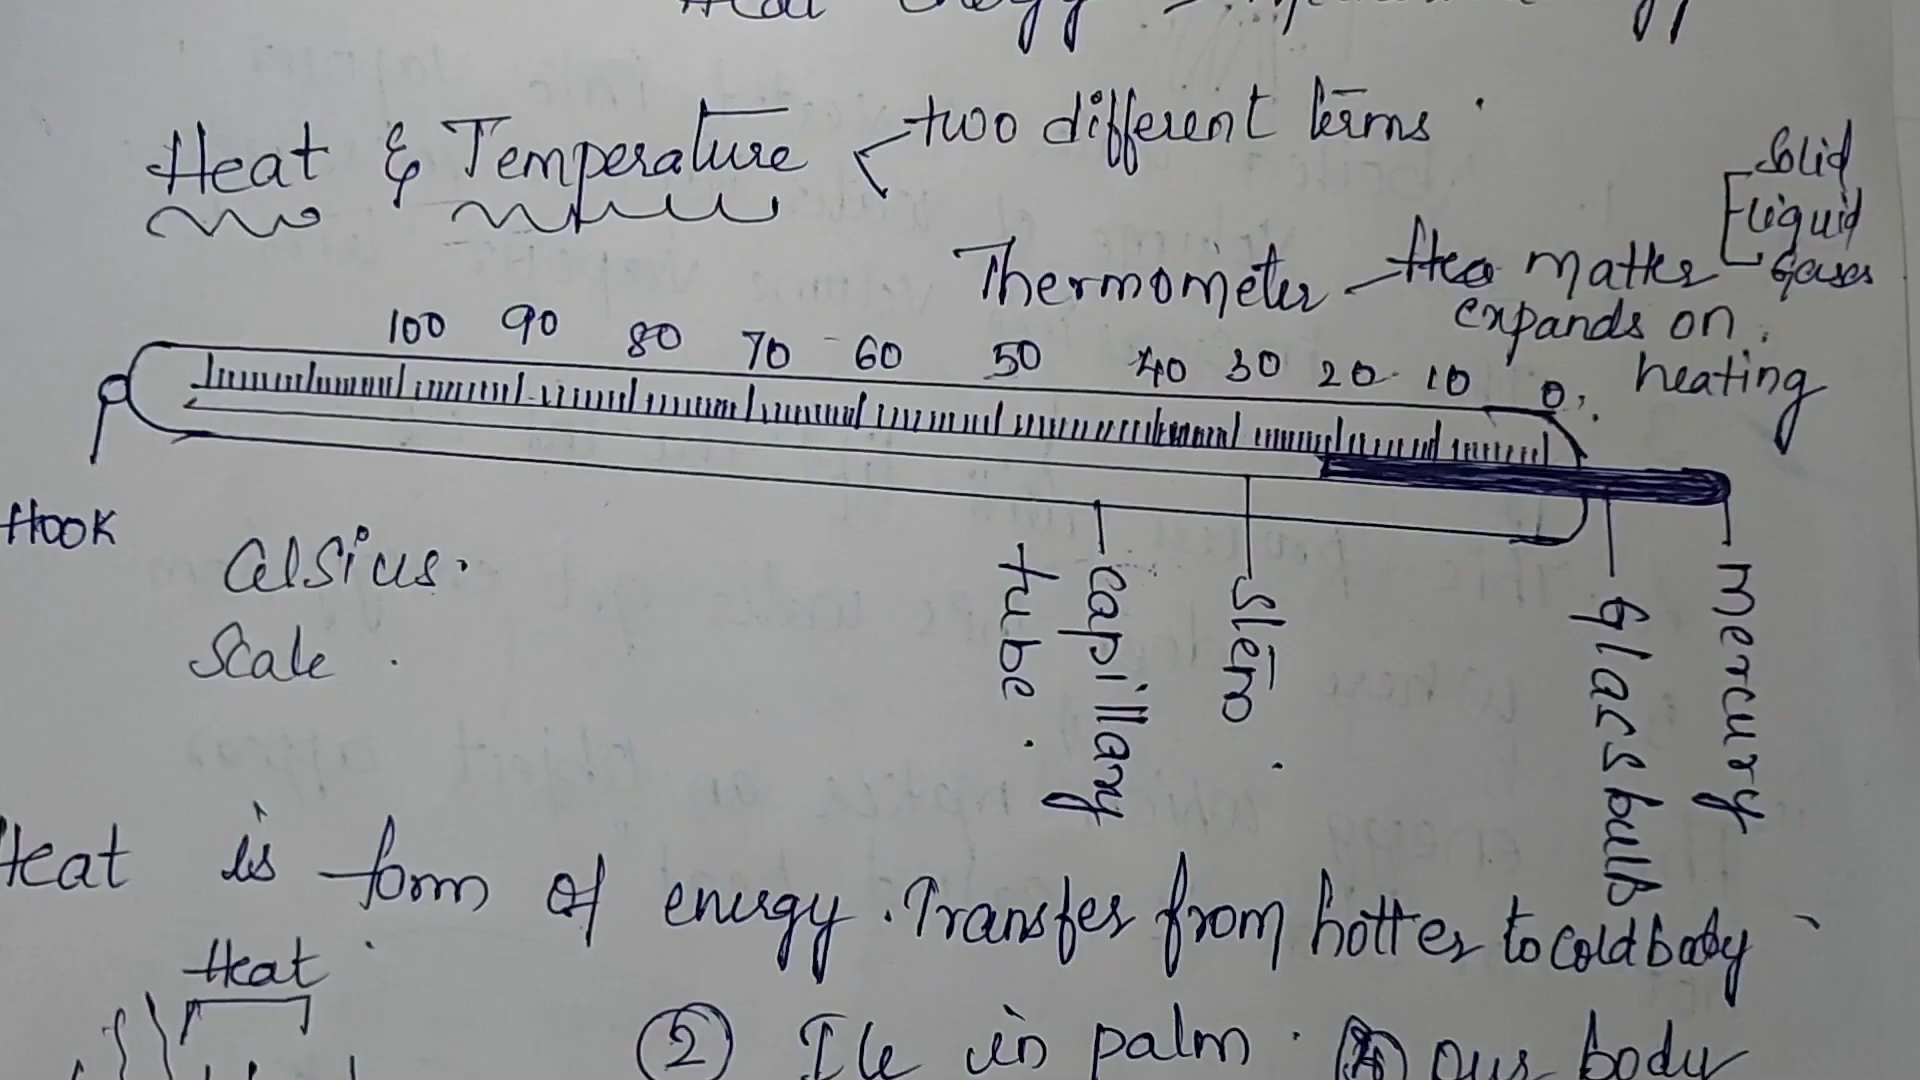 Heat & Temperature
two different terms.
Solid
Liquid
Gases
Thermometer - matter
expands on
heating
100 90 80 70 60 50 40 30 20 10 0
Hook
Calsius.
Scale.
Capillary
tube.
Stem.
Glass bulb
Mercury
Heat is form of energy. Transfer from hotter to cold body
Heat
② Ice in palm. our body